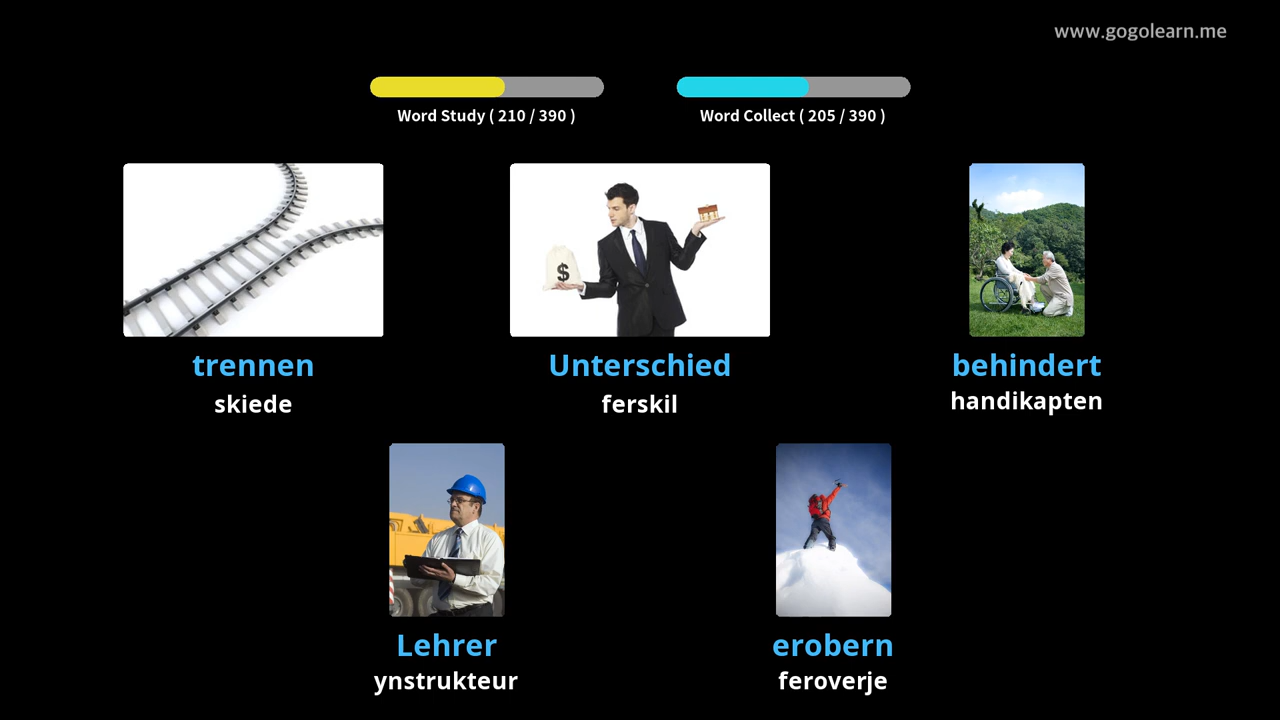 www.gogolearn.me
Word Study ( 210 / 390 )
Word Collect ( 205 / 390 )
$
trennen
skiede
Unterschied
ferskil
behindert
handikapten
Lehrer
ynstrukteur
erobern
feroverje